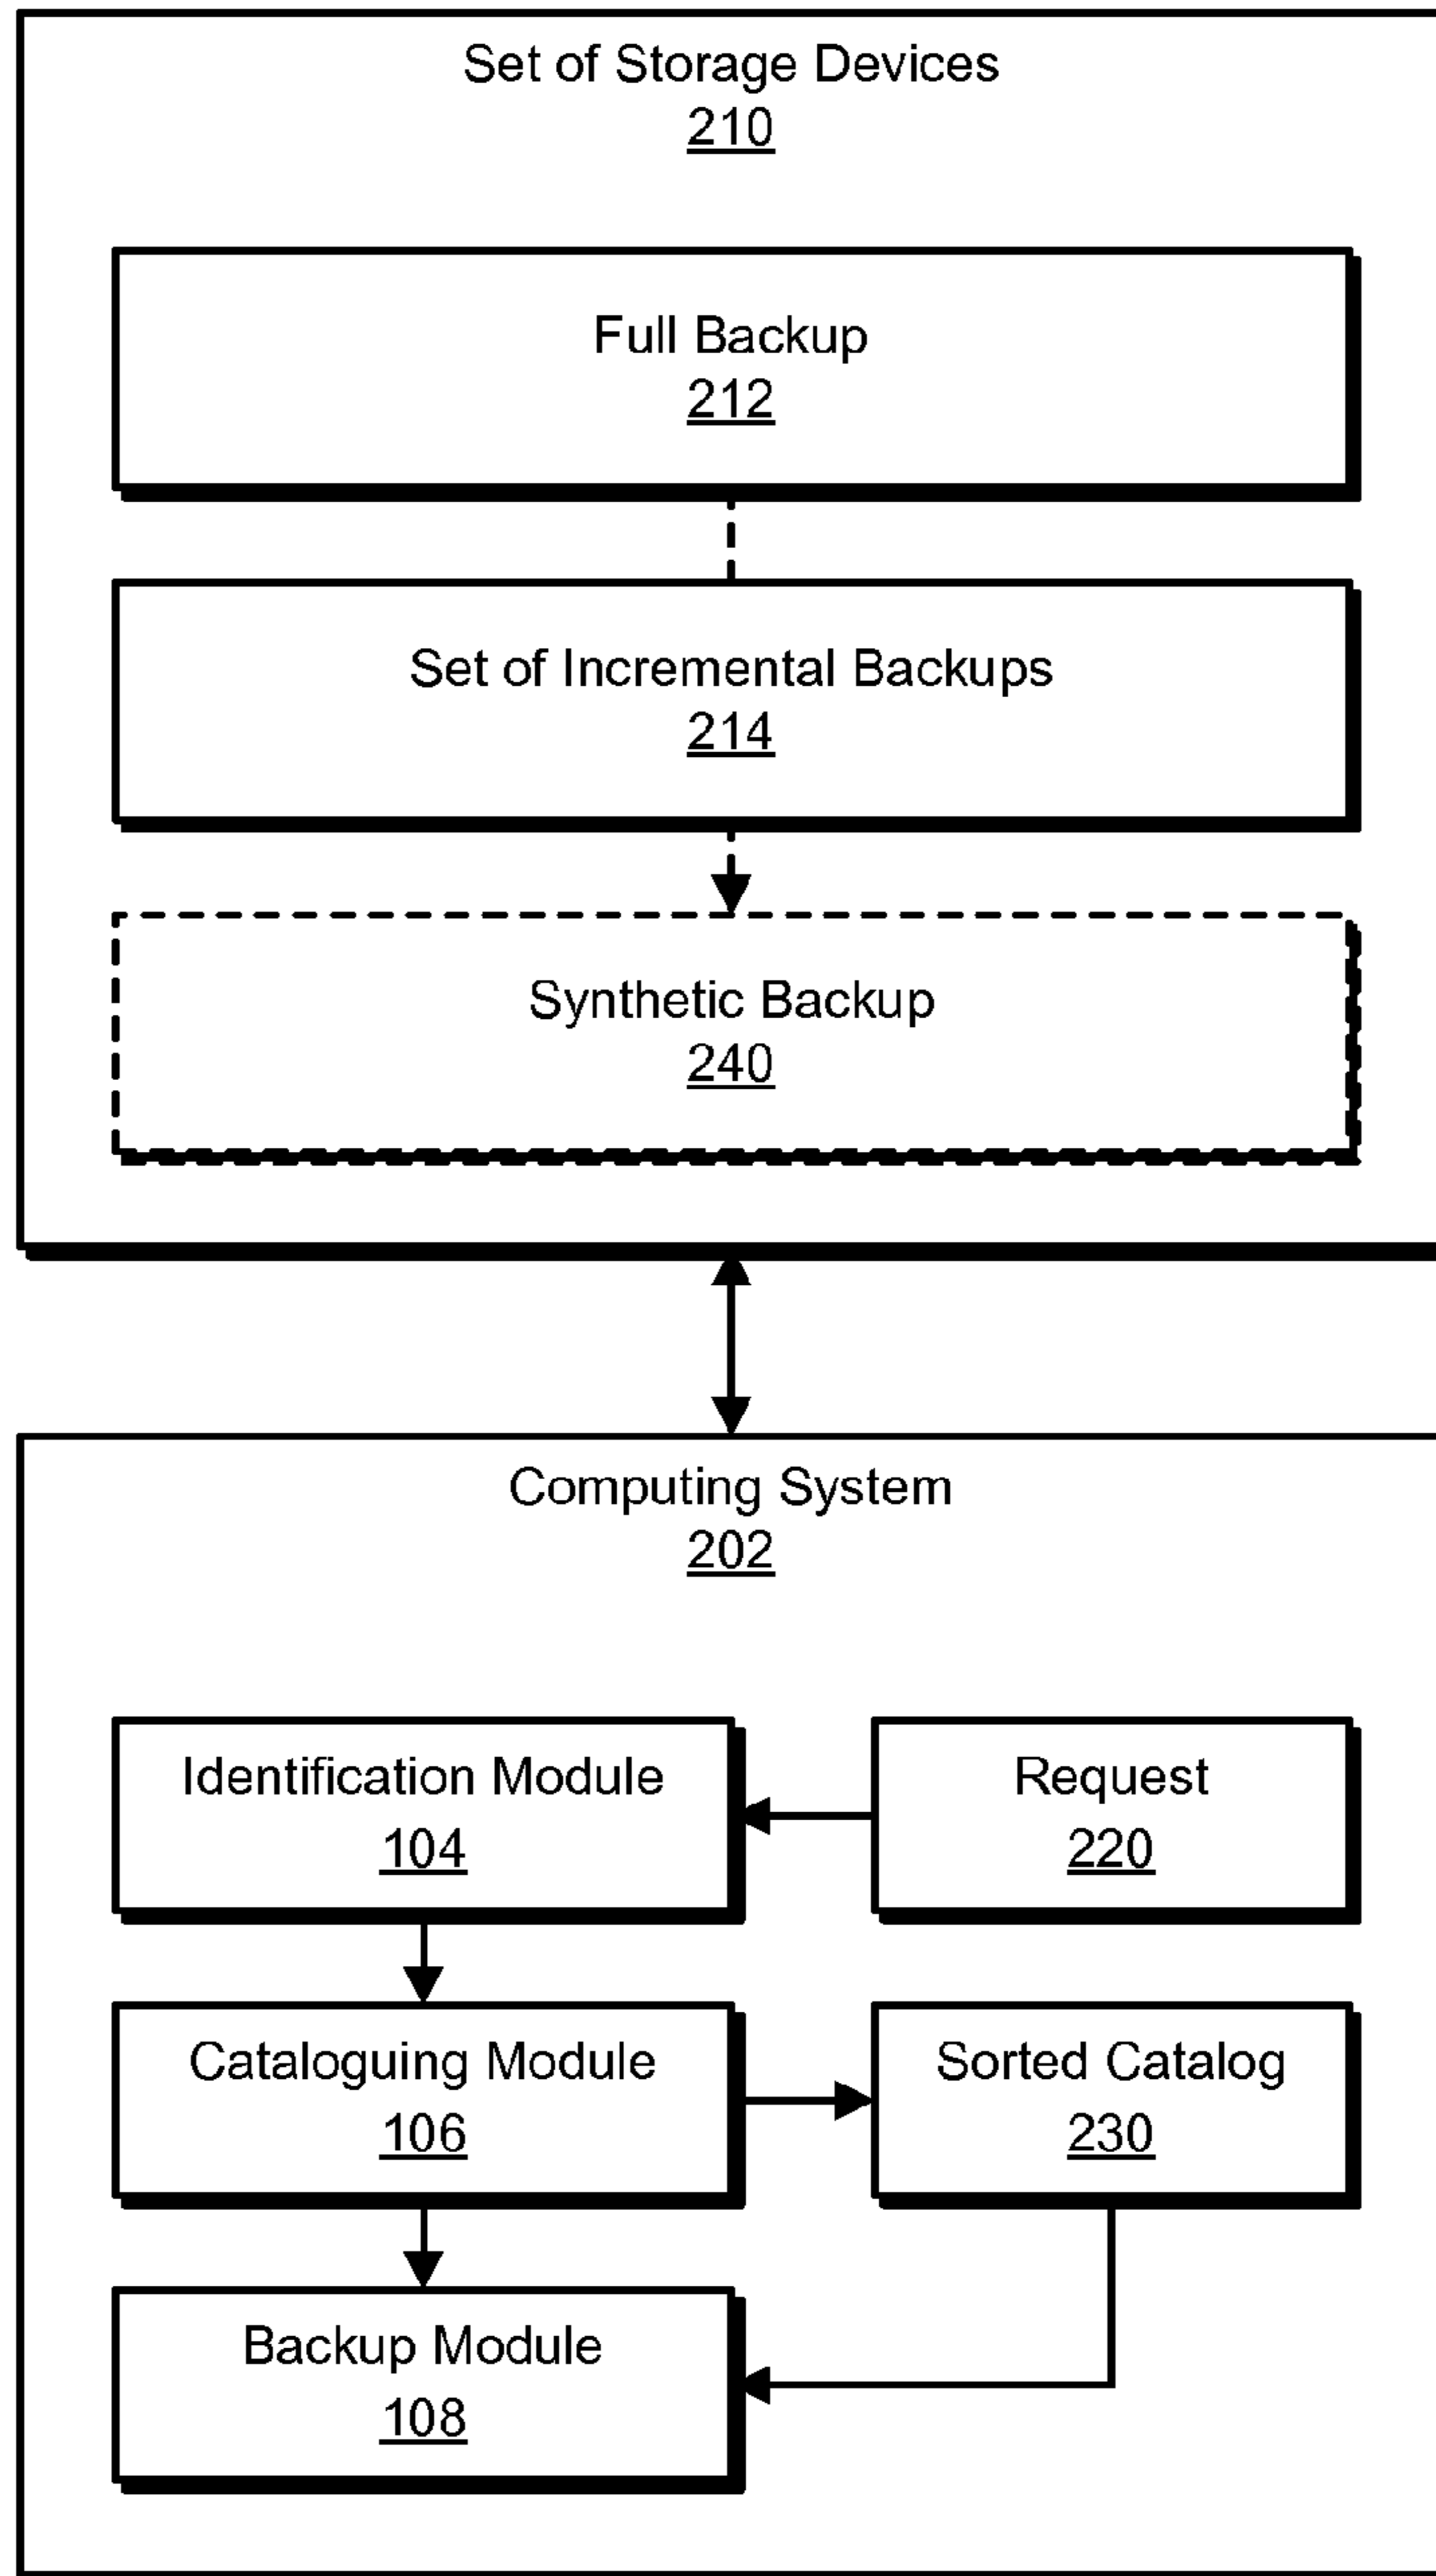 Set of Storage Devices
210
Full Backup
212
Set of Incremental Backups
214
Synthetic Backup
240
Computing System
202
Identification Module
104
Request
220
Cataloguing Module
106
Sorted Catalog
230
Backup Module
108